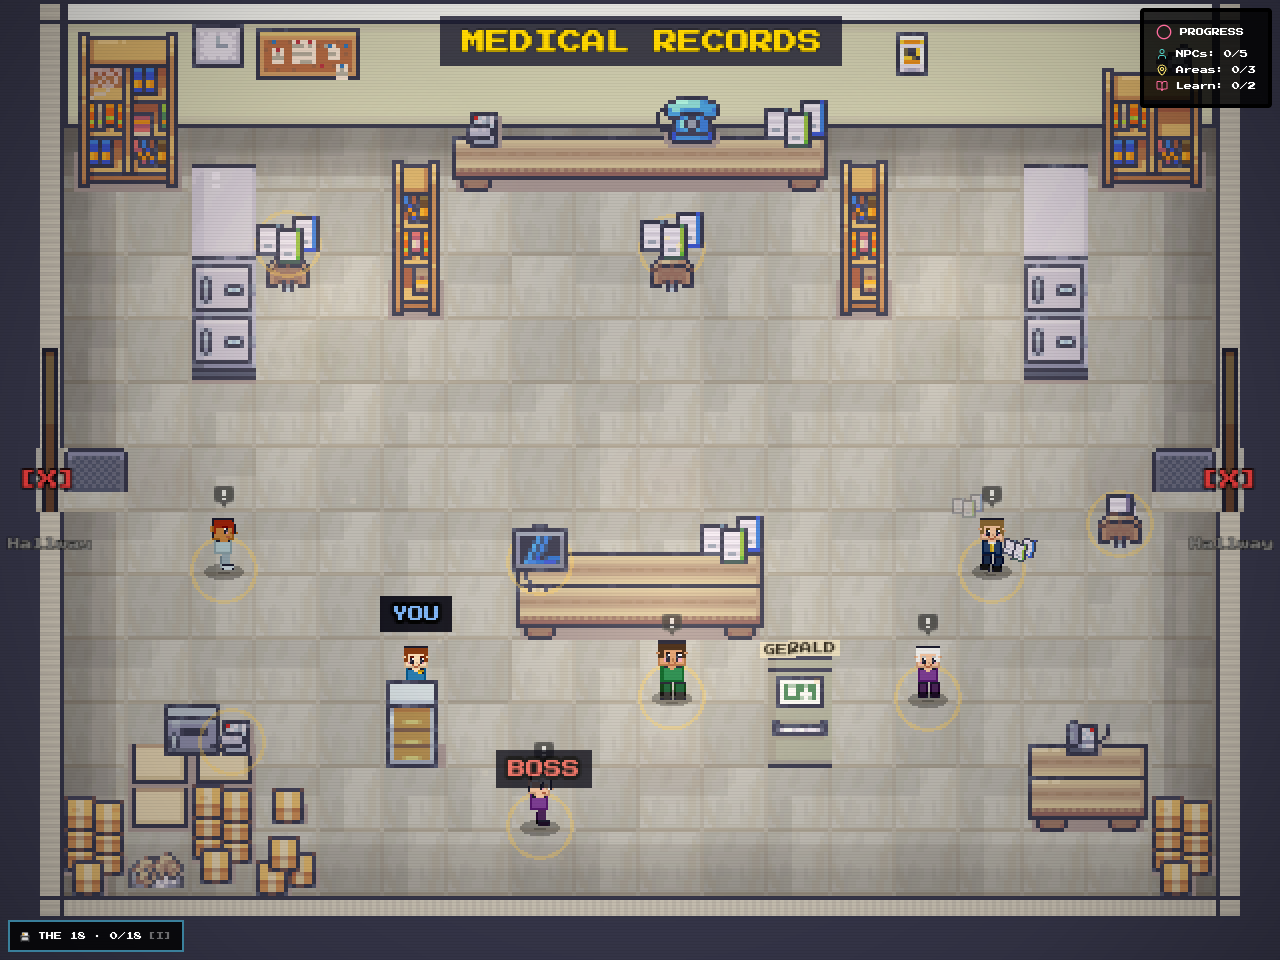 MEDICAL RECORDS
PROGRESS
NPCs: 0/5
Areas: 0/3
Learn: 0/2
[X]
[X]
Hallway
Hallway
YOU
GERALD
BOSS
THE 18 · 0/18 [I]